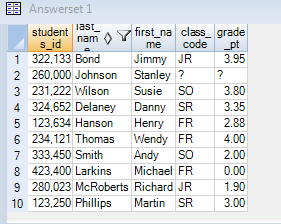 Answerset 1
students_id last_name first_name class_code grade_pt
1 322,133 Bond Jimmy JR 3.95
2 260,000 Johnson Stanley ? ?
3 231,222 Wilson Susie SO 3.80
4 324,652 Delaney Danny SR 3.35
5 123,634 Hanson Henry FR 2.88
6 234,121 Thomas Wendy FR 4.00
7 333,450 Smith Andy SO 2.00
8 423,400 Larkins Michael FR 0.00
9 280,023 McRoberts Richard JR 1.90
10 123,250 Phillips Martin SR 3.00